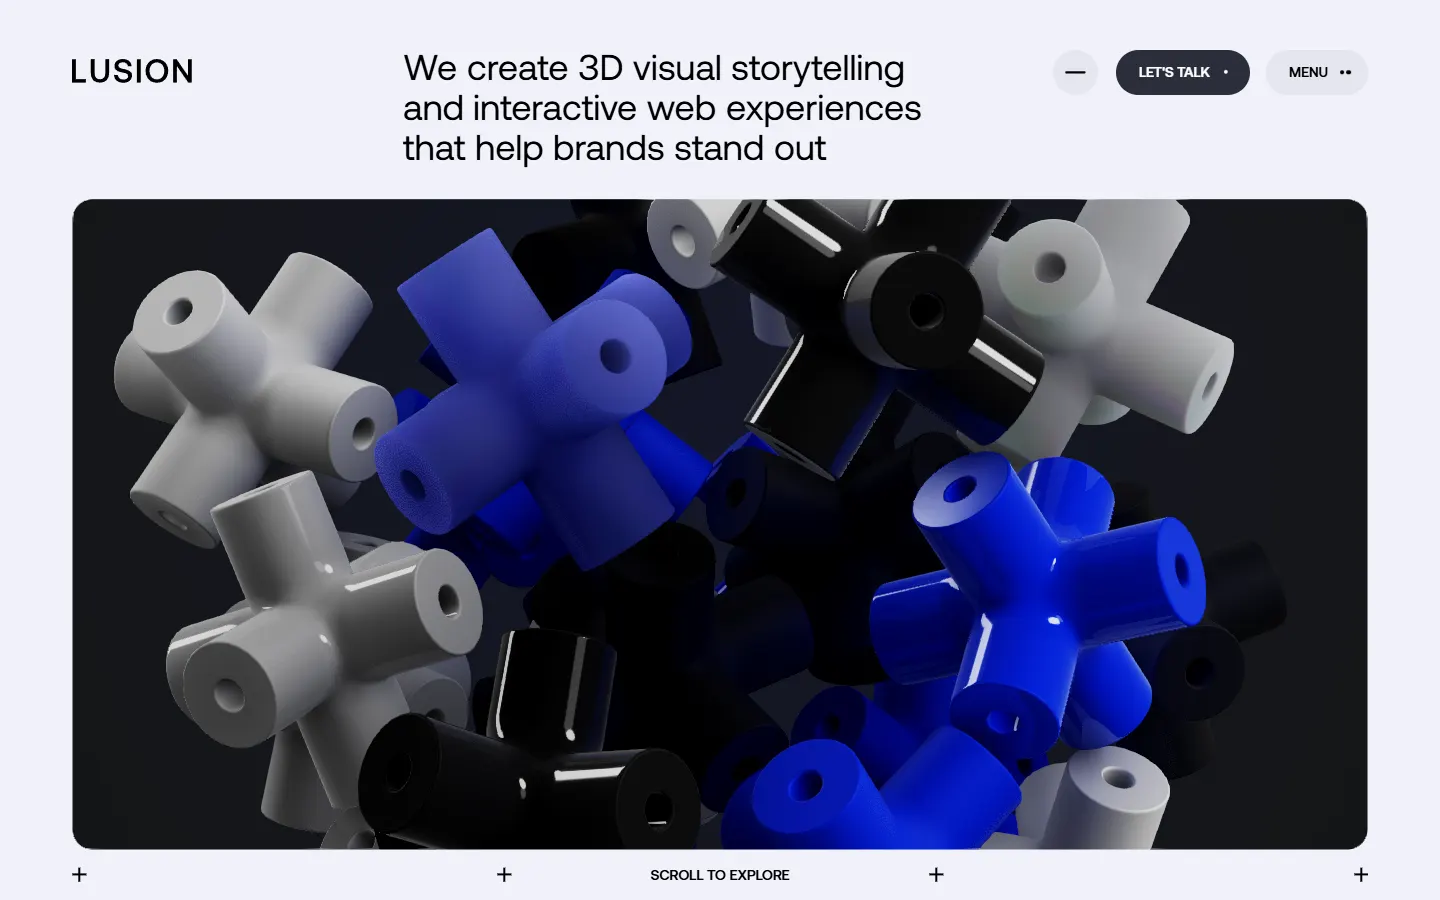 LUSION
We create 3D visual storytelling
and interactive web experiences
that help brands stand out
LET'S TALK
MENU
SCROLL TO EXPLORE